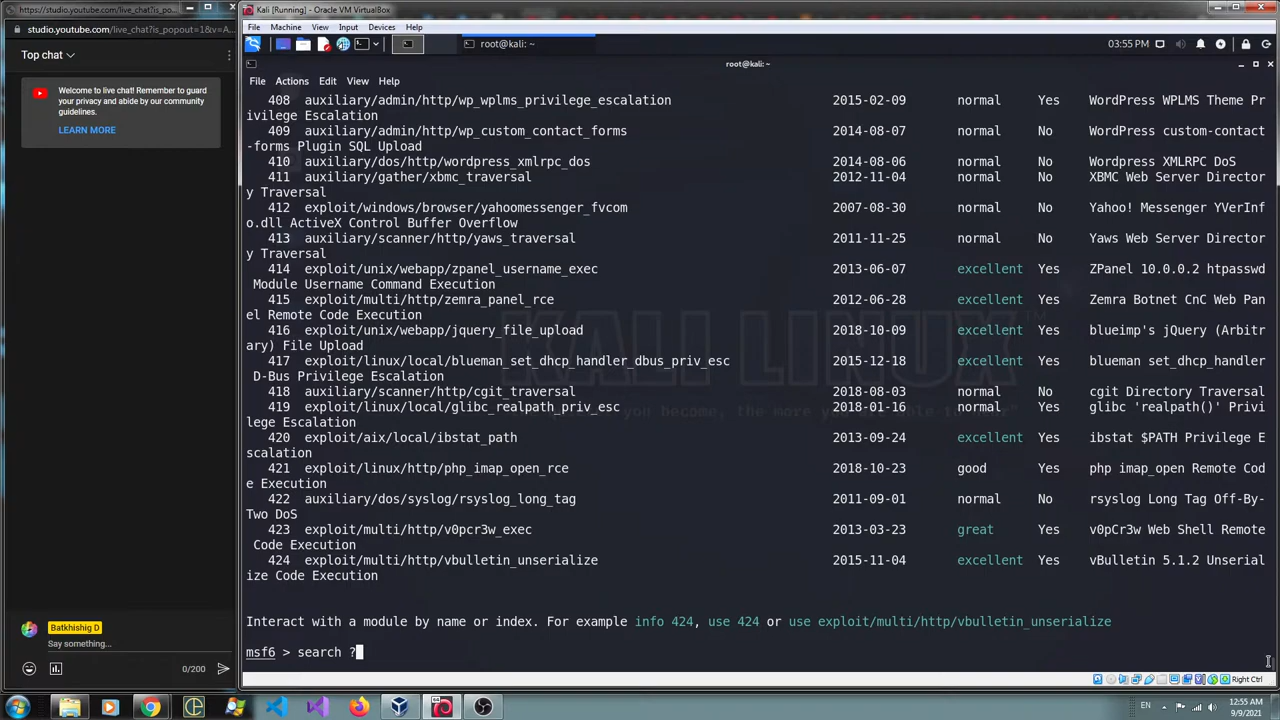 https://studio.youtube.com/live_chat?is_po...
studio.youtube.com/live_chat?is_popout=1&v=A...
Top chat
Welcome to live chat! Remember to guard
your privacy and abide by our community
guidelines.
LEARN MORE
Batkhishig D
Say something...
0/200
Kali [Running] - Oracle VM VirtualBox
File Machine View Input Devices Help
root@kali: ~
03:55 PM
root@kali: ~
File Actions Edit View Help
408 auxiliary/admin/http/wp_wplms_privilege_escalation 2015-02-09 normal Yes WordPress WPLMS Theme Pr
ivilege Escalation
409 auxiliary/admin/http/wp_custom_contact_forms 2014-08-07 normal No WordPress custom-contact
-forms Plugin SQL Upload
410 auxiliary/dos/http/wordpress_xmlrpc_dos 2014-08-06 normal No Wordpress XMLRPC DoS
411 auxiliary/gather/xbmc_traversal 2012-11-04 normal No XBMC Web Server Director
y Traversal
412 exploit/windows/browser/yahoomessenger_fvcom 2007-08-30 normal No Yahoo! Messenger YVerInf
o.dll ActiveX Control Buffer Overflow
413 auxiliary/scanner/http/yaws_traversal 2011-11-25 normal No Yaws Web Server Director
y Traversal
414 exploit/unix/webapp/zpanel_username_exec 2013-06-07 excellent Yes ZPanel 10.0.0.2 htpasswd
Module Username Command Execution
415 exploit/multi/http/zemra_panel_rce 2012-06-28 excellent Yes Zemra Botnet CnC Web Pan
el Remote Code Execution
416 exploit/unix/webapp/jquery_file_upload 2018-10-09 excellent Yes blueimp's jQuery (Arbitr
ary) File Upload
417 exploit/linux/local/blueman_set_dhcp_handler_dbus_priv_esc 2015-12-18 excellent Yes blueman set_dhcp_handler
D-Bus Privilege Escalation
418 auxiliary/scanner/http/cgit_traversal 2018-08-03 normal No cgit Directory Traversal
419 exploit/linux/local/glibc_realpath_priv_esc 2018-01-16 normal Yes glibc 'realpath()' Privi
lege Escalation
420 exploit/aix/local/ibstat_path 2013-09-24 excellent Yes ibstat $PATH Privilege E
scalation
421 exploit/linux/http/php_imap_open_rce 2018-10-23 good Yes php imap_open Remote Cod
e Execution
422 auxiliary/dos/syslog/rsyslog_long_tag 2011-09-01 normal No rsyslog Long Tag Off-By-
Two DoS
423 exploit/multi/http/v0pcr3w_exec 2013-03-23 great Yes v0pCr3w Web Shell Remote
Code Execution
424 exploit/multi/http/vbulletin_unserialize 2015-11-04 excellent Yes vBulletin 5.1.2 Unserial
ize Code Execution
KALI LINUX
Interact with a module by name or index. For example info 424, use 424 or use exploit/multi/http/vbulletin_unserialize
msf6 > search ?
Right Ctrl
EN
12:55 AM
9/9/2021